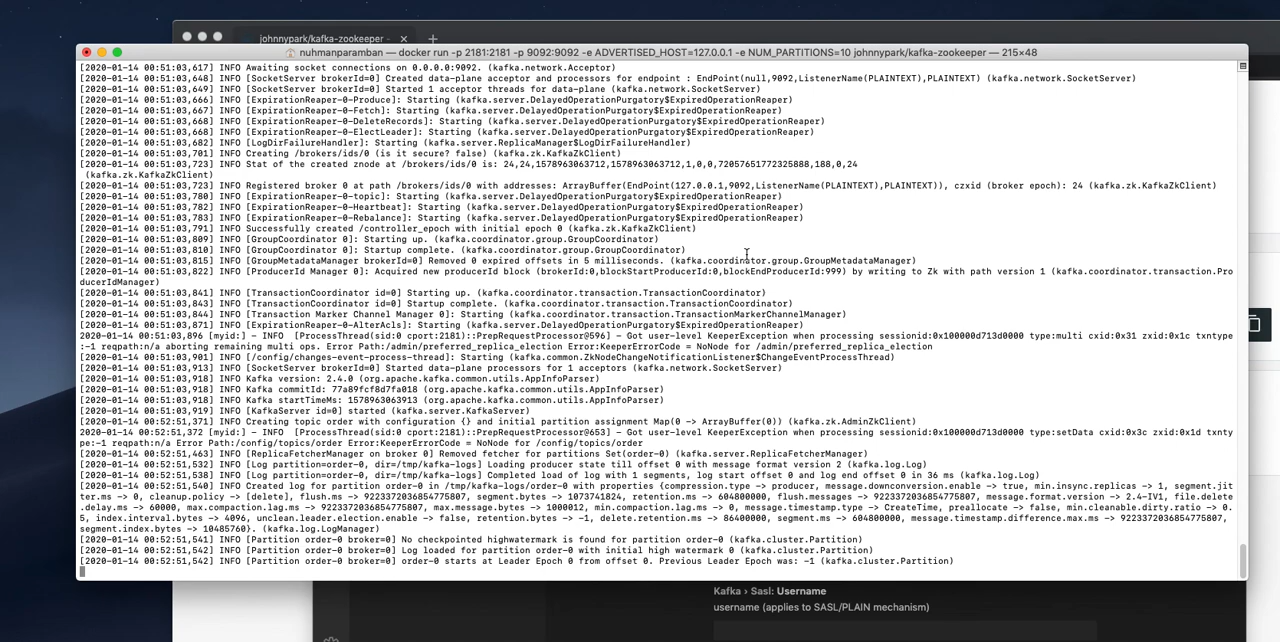 johnnypark/kafka-zookeeper -
nuhmanparamban — docker run -p 2181:2181 -p 9092:9092 -e ADVERTISED_HOST=127.0.0.1 -e NUM_PARTITIONS=10 johnnypark/kafka-zookeeper — 215×48
[2020-01-14 00:51:03,617] INFO Awaiting socket connections on 0.0.0.0:9092. (kafka.network.Acceptor)
[2020-01-14 00:51:03,648] INFO [SocketServer brokerId=0] Created data-plane acceptor and processors for endpoint : EndPoint(null,9092,ListenerName(PLAINTEXT),PLAINTEXT) (kafka.network.SocketServer)
[2020-01-14 00:51:03,649] INFO [SocketServer brokerId=0] Started 1 acceptor threads for data-plane (kafka.network.SocketServer)
[2020-01-14 00:51:03,666] INFO [ExpirationReaper-0-Produce]: Starting (kafka.server.DelayedOperationPurgatory$ExpiredOperationReaper)
[2020-01-14 00:51:03,667] INFO [ExpirationReaper-0-Fetch]: Starting (kafka.server.DelayedOperationPurgatory$ExpiredOperationReaper)
[2020-01-14 00:51:03,668] INFO [ExpirationReaper-0-DeleteRecords]: Starting (kafka.server.DelayedOperationPurgatory$ExpiredOperationReaper)
[2020-01-14 00:51:03,668] INFO [ExpirationReaper-0-ElectLeader]: Starting (kafka.server.DelayedOperationPurgatory$ExpiredOperationReaper)
[2020-01-14 00:51:03,682] INFO [LogDirFailureHandler]: Starting (kafka.server.ReplicaManager$LogDirFailureHandler)
[2020-01-14 00:51:03,701] INFO Creating /brokers/ids/0 (is it secure? false) (kafka.zk.KafkaZkClient)
[2020-01-14 00:51:03,723] INFO Stat of the created znode at /brokers/ids/0 is: 24,24,1578963063712,1578963063712,1,0,0,72057651772325888,188,0,24
(kafka.zk.KafkaZkClient)
[2020-01-14 00:51:03,723] INFO Registered broker 0 at path /brokers/ids/0 with addresses: ArrayBuffer(EndPoint(127.0.0.1,9092,ListenerName(PLAINTEXT),PLAINTEXT)), czxid (broker epoch): 24 (kafka.zk.KafkaZkClient)
[2020-01-14 00:51:03,780] INFO [ExpirationReaper-0-topic]: Starting (kafka.server.DelayedOperationPurgatory$ExpiredOperationReaper)
[2020-01-14 00:51:03,782] INFO [ExpirationReaper-0-Heartbeat]: Starting (kafka.server.DelayedOperationPurgatory$ExpiredOperationReaper)
[2020-01-14 00:51:03,783] INFO [ExpirationReaper-0-Rebalance]: Starting (kafka.server.DelayedOperationPurgatory$ExpiredOperationReaper)
[2020-01-14 00:51:03,791] INFO Successfully created /controller_epoch with initial epoch 0 (kafka.zk.KafkaZkClient)
[2020-01-14 00:51:03,809] INFO [GroupCoordinator 0]: Starting up. (kafka.coordinator.group.GroupCoordinator)
[2020-01-14 00:51:03,810] INFO [GroupCoordinator 0]: Startup complete. (kafka.coordinator.group.GroupCoordinator)
[2020-01-14 00:51:03,815] INFO [GroupMetadataManager brokerId=0] Removed 0 expired offsets in 5 milliseconds. (kafka.coordinator.group.GroupMetadataManager)
[2020-01-14 00:51:03,822] INFO [ProducerId Manager 0]: Acquired new producerId block (brokerId:0,blockStartProducerId:0,blockEndProducerId:999) by writing to Zk with path version 1 (kafka.coordinator.transaction.Pro
ducerIdManager)
[2020-01-14 00:51:03,841] INFO [TransactionCoordinator id=0] Starting up. (kafka.coordinator.transaction.TransactionCoordinator)
[2020-01-14 00:51:03,843] INFO [TransactionCoordinator id=0] Startup complete. (kafka.coordinator.transaction.TransactionCoordinator)
[2020-01-14 00:51:03,844] INFO [Transaction Marker Channel Manager 0]: Starting (kafka.coordinator.transaction.TransactionMarkerChannelManager)
[2020-01-14 00:51:03,871] INFO [ExpirationReaper-0-AlterAcls]: Starting (kafka.server.DelayedOperationPurgatory$ExpiredOperationReaper)
2020-01-14 00:51:03,896 [myid:] - INFO  [ProcessThread(sid:0 cport:2181)::PrepRequestProcessor@596] - Got user-level KeeperException when processing sessionid:0x100000d713d0000 type:multi cxid:0x31 zxid:0x1c txntype
:-1 reqpath:n/a aborting remaining multi ops. Error Path:/admin/preferred_replica_election Error:KeeperErrorCode = NoNode for /admin/preferred_replica_election
[2020-01-14 00:51:03,901] INFO [/config/changes-event-process-thread]: Starting (kafka.common.ZkNodeChangeNotificationListener$ChangeEventProcessThread)
[2020-01-14 00:51:03,913] INFO [SocketServer brokerId=0] Started data-plane processors for 1 acceptors (kafka.network.SocketServer)
[2020-01-14 00:51:03,918] INFO Kafka version: 2.4.0 (org.apache.kafka.common.utils.AppInfoParser)
[2020-01-14 00:51:03,918] INFO Kafka commitId: 77a89fcf8d7fa018 (org.apache.kafka.common.utils.AppInfoParser)
[2020-01-14 00:51:03,918] INFO Kafka startTimeMs: 1578963063913 (org.apache.kafka.common.utils.AppInfoParser)
[2020-01-14 00:51:03,919] INFO [KafkaServer id=0] started (kafka.server.KafkaServer)
[2020-01-14 00:52:51,371] INFO Creating topic order with configuration {} and initial partition assignment Map(0 -> ArrayBuffer(0)) (kafka.zk.AdminZkClient)
2020-01-14 00:52:51,372 [myid:] - INFO  [ProcessThread(sid:0 cport:2181)::PrepRequestProcessor@653] - Got user-level KeeperException when processing sessionid:0x100000d713d0000 type:setData cxid:0x3c zxid:0x1d txnty
pe:-1 reqpath:n/a Error Path:/config/topics/order Error:KeeperErrorCode = NoNode for /config/topics/order
[2020-01-14 00:52:51,463] INFO [ReplicaFetcherManager on broker 0] Removed fetcher for partitions Set(order-0) (kafka.server.ReplicaFetcherManager)
[2020-01-14 00:52:51,532] INFO [Log partition=order-0, dir=/tmp/kafka-logs] Loading producer state till offset 0 with message format version 2 (kafka.log.Log)
[2020-01-14 00:52:51,538] INFO [Log partition=order-0, dir=/tmp/kafka-logs] Completed load of log with 1 segments, log start offset 0 and log end offset 0 in 36 ms (kafka.log.Log)
[2020-01-14 00:52:51,540] INFO Created log for partition order-0 in /tmp/kafka-logs/order-0 with properties {compression.type -> producer, message.downconversion.enable -> true, min.insync.replicas -> 1, segment.jit
ter.ms -> 0, cleanup.policy -> [delete], flush.ms -> 9223372036854775807, segment.bytes -> 1073741824, retention.ms -> 604800000, flush.messages -> 9223372036854775807, message.format.version -> 2.4-IV1, file.delete
.delay.ms -> 60000, max.compaction.lag.ms -> 9223372036854775807, max.message.bytes -> 1000012, min.compaction.lag.ms -> 0, message.timestamp.type -> CreateTime, preallocate -> false, min.cleanable.dirty.ratio -> 0.
5, index.interval.bytes -> 4096, unclean.leader.election.enable -> false, retention.bytes -> -1, delete.retention.ms -> 86400000, segment.ms -> 604800000, message.timestamp.difference.max.ms -> 9223372036854775807,
segment.index.bytes -> 10485760}. (kafka.log.LogManager)
[2020-01-14 00:52:51,541] INFO [Partition order-0 broker=0] No checkpointed highwatermark is found for partition order-0 (kafka.cluster.Partition)
[2020-01-14 00:52:51,542] INFO [Partition order-0 broker=0] Log loaded for partition order-0 with initial high watermark 0 (kafka.cluster.Partition)
[2020-01-14 00:52:51,542] INFO [Partition order-0 broker=0] order-0 starts at Leader Epoch 0 from offset 0. Previous Leader Epoch was: -1 (kafka.cluster.Partition)
Kafka › Sasl: Username
username (applies to SASL/PLAIN mechanism)